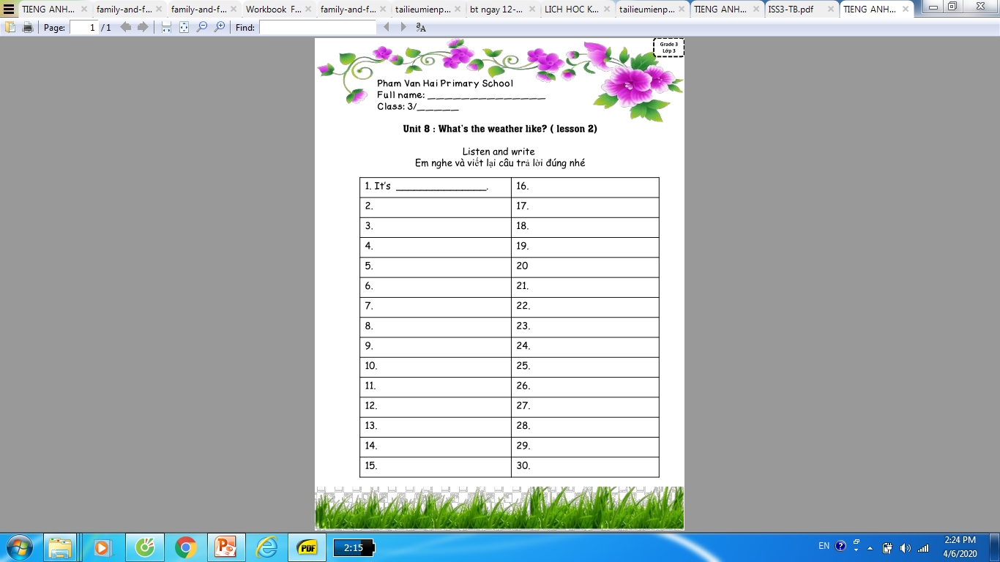 TIENG ANH...
family-and-f...
family-and-f...
Workbook F...
family-and-f...
tailieumienp...
bt ngay 12-...
LICH HOC K...
tailieumienp...
TIENG ANH...
ISS3-TB.pdf
TIENG ANH...
Page: 1 / 1 Find:
Grade 3
Lớp 3
Pham Van Hai Primary School
Full name: _______________
Class: 3/_____
Unit 8 : What's the weather like? ( lesson 2)
Listen and write
Em nghe và viết lại câu trả lời đúng nhé
1. It's _______________. 16.
2. 17.
3. 18.
4. 19.
5. 20
6. 21.
7. 22.
8. 23.
9. 24.
10. 25.
11. 26.
12. 27.
13. 28.
14. 29.
15. 30.
PDF
2:15
EN
2:24 PM
4/6/2020